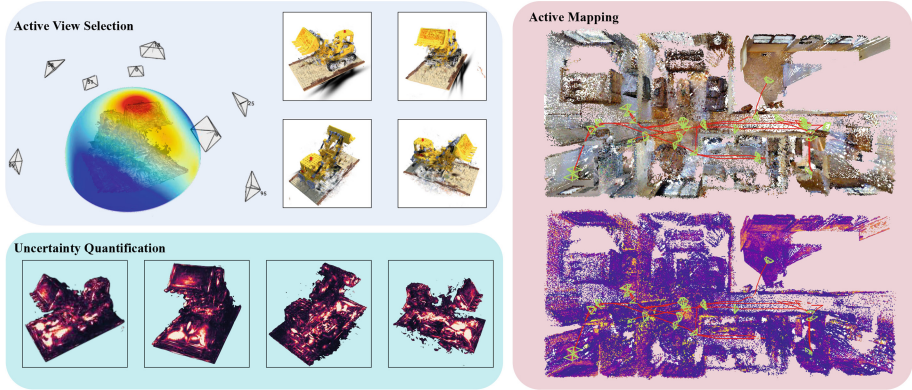 Active View Selection
Uncertainty Quantification
Active Mapping